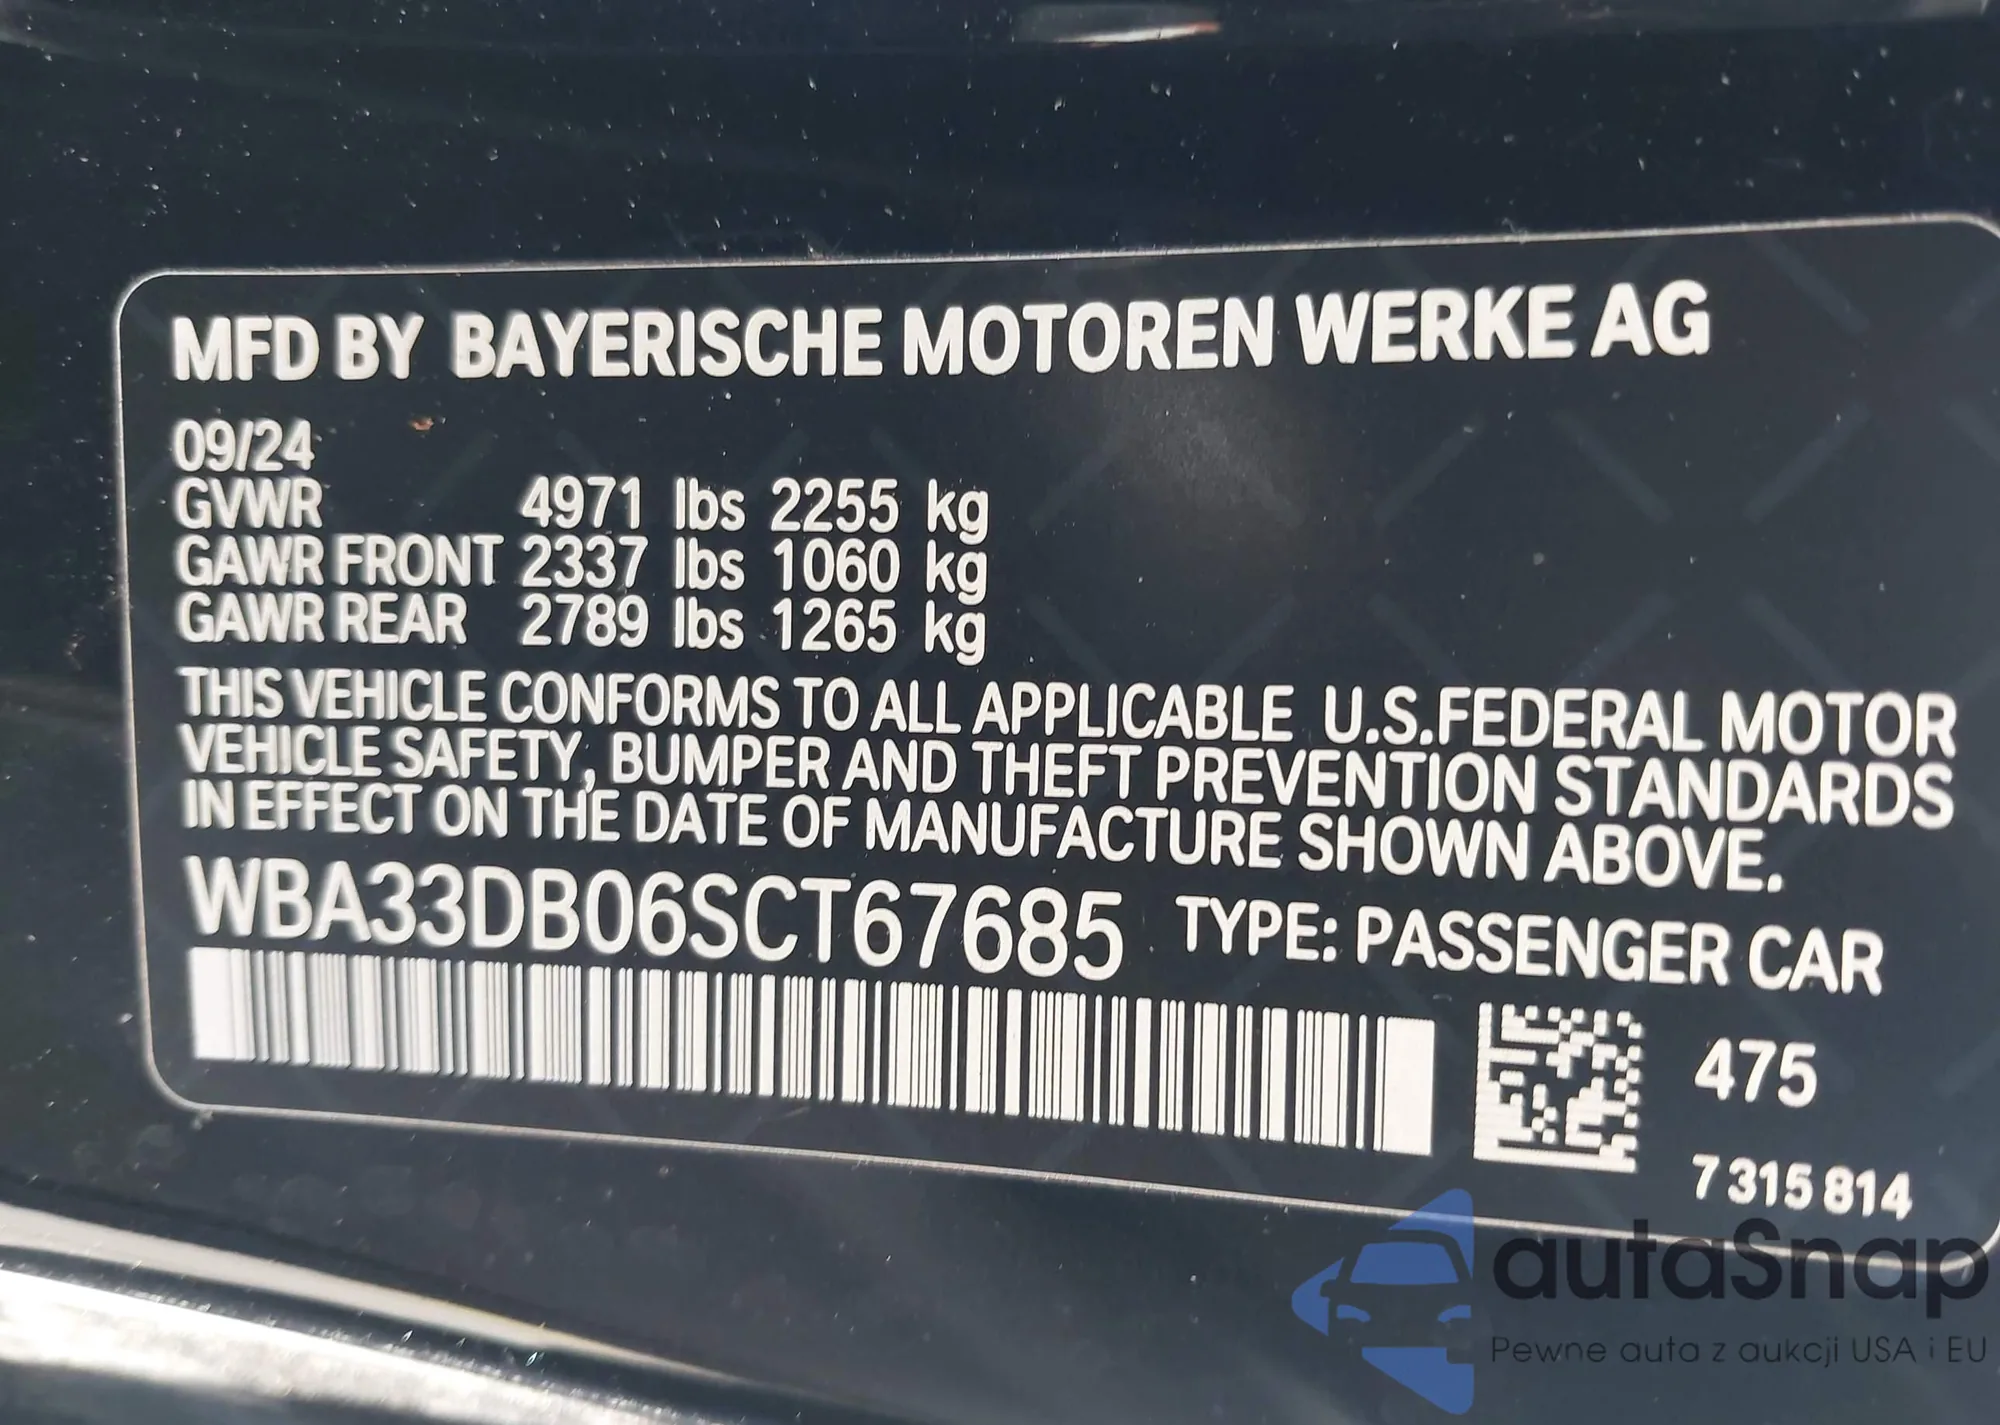 MFD BY BAYERISCHE MOTOREN WERKE AG
09/24
GVWR 4971 lbs 2255 kg
GAWR FRONT 2337 lbs 1060 kg
GAWR REAR 2789 lbs 1265 kg
THIS VEHICLE CONFORMS TO ALL APPLICABLE U.S.FEDERAL MOTOR
VEHICLE SAFETY, BUMPER AND THEFT PREVENTION STANDARDS
IN EFFECT ON THE DATE OF MANUFACTURE SHOWN ABOVE.
WBA33DB06SCT67685 TYPE: PASSENGER CAR
475
7 315 814
autaSnap
Pewne auta z aukcji USA i EU